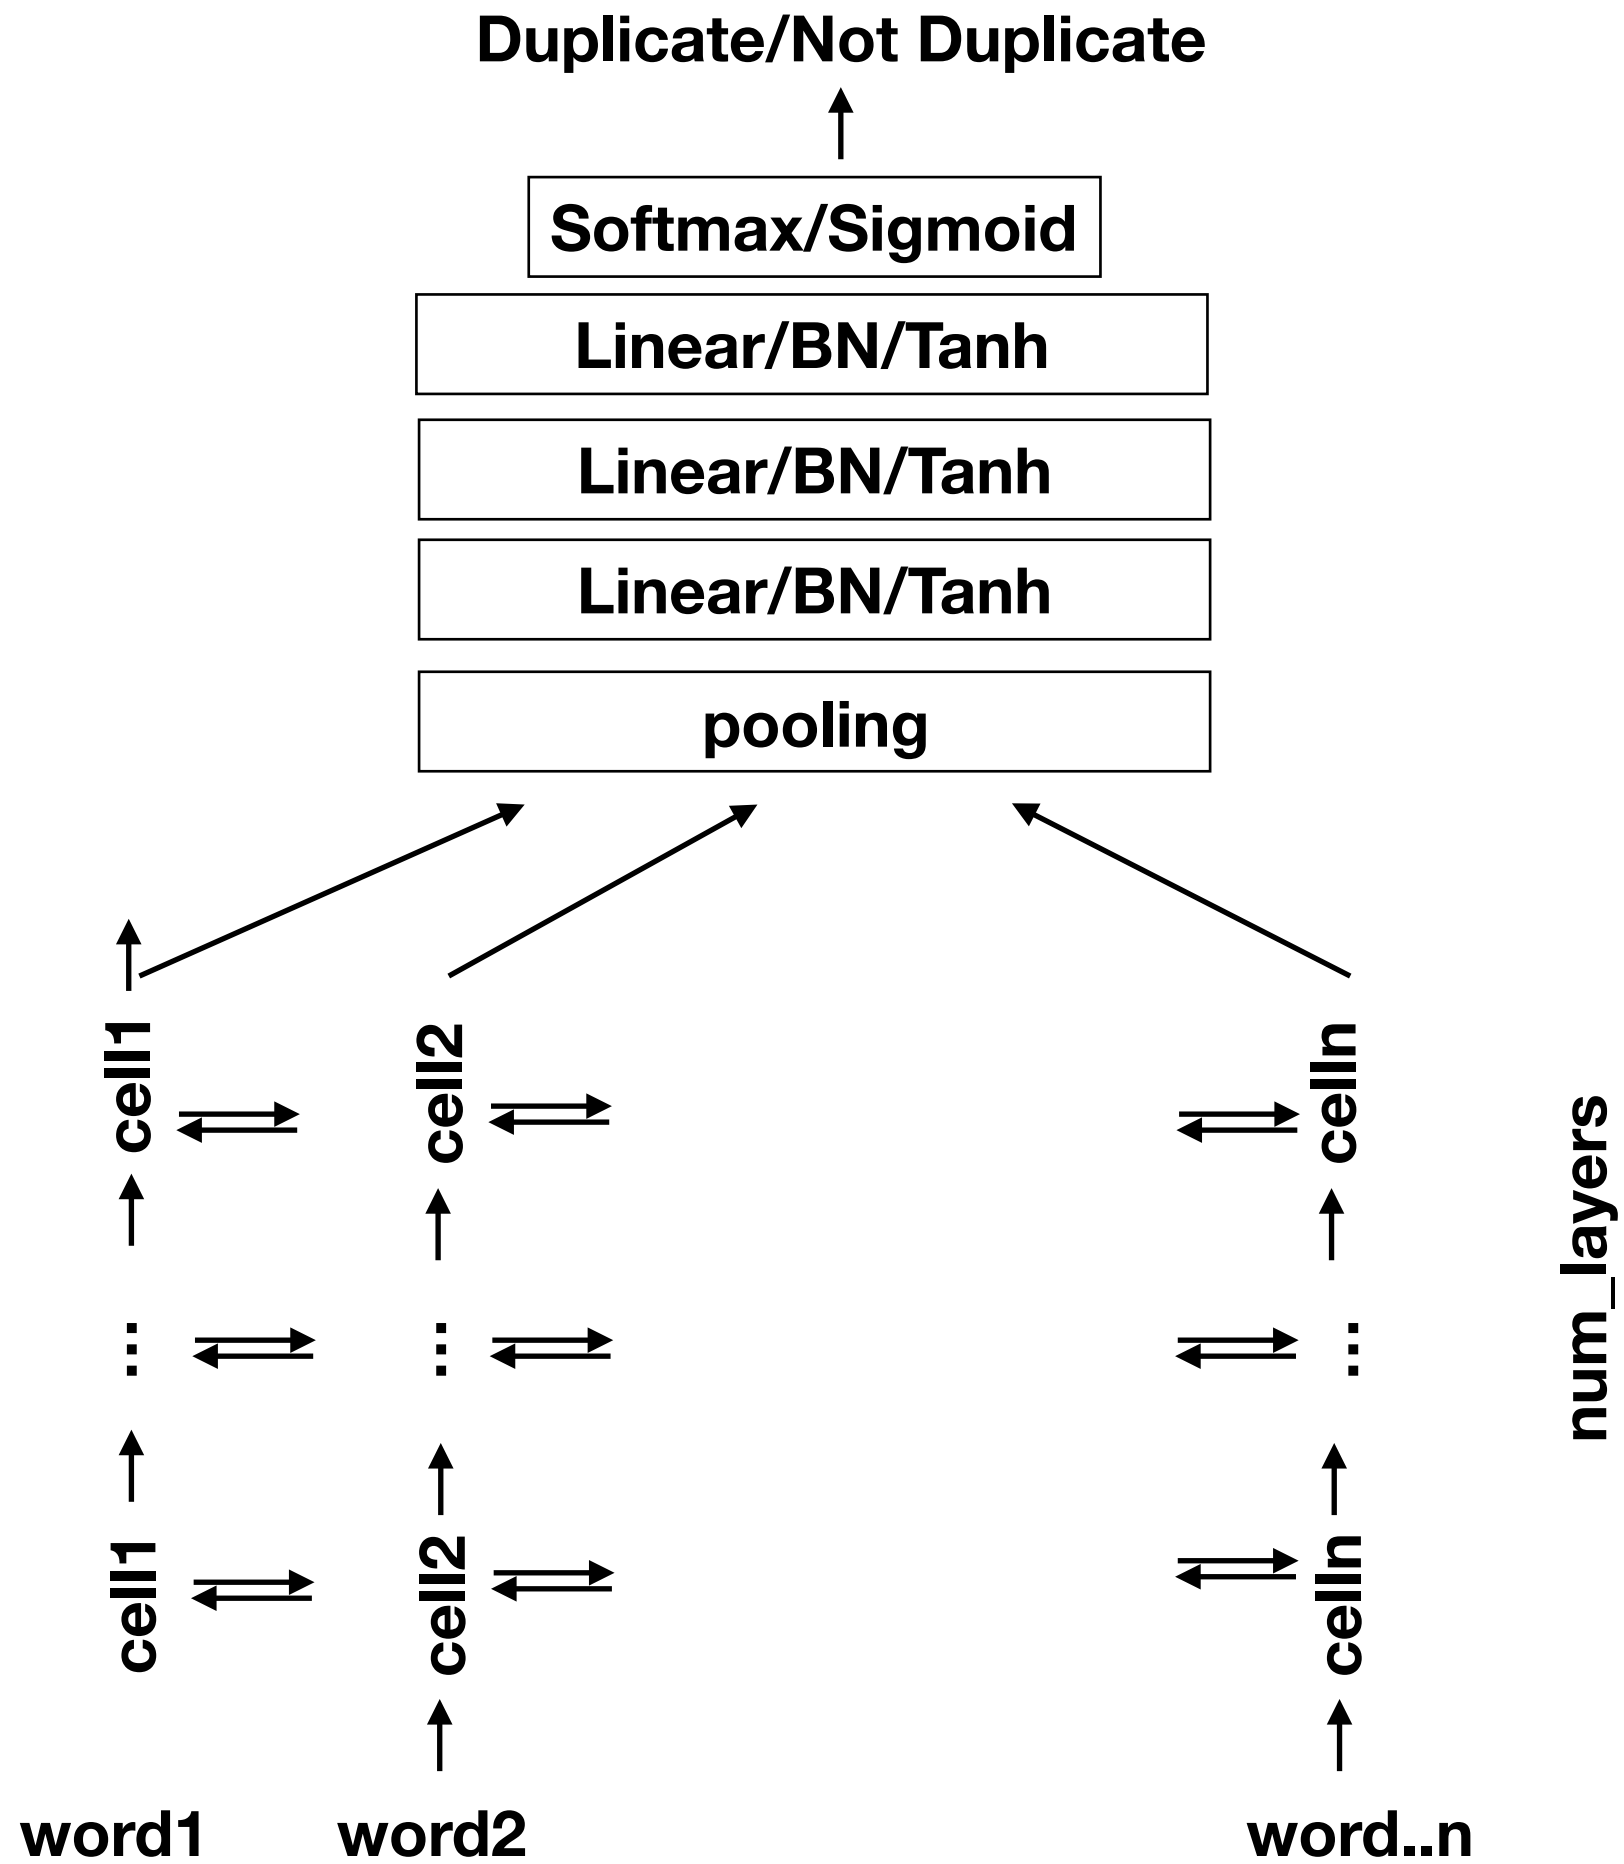 Duplicate/Not Duplicate
Softmax/Sigmoid
Linear/BN/Tanh
Linear/BN/Tanh
Linear/BN/Tanh
pooling
cell1
cell2
celln
num_layers
...
...
...
cell1
cell2
celln
word1
word2
word..n